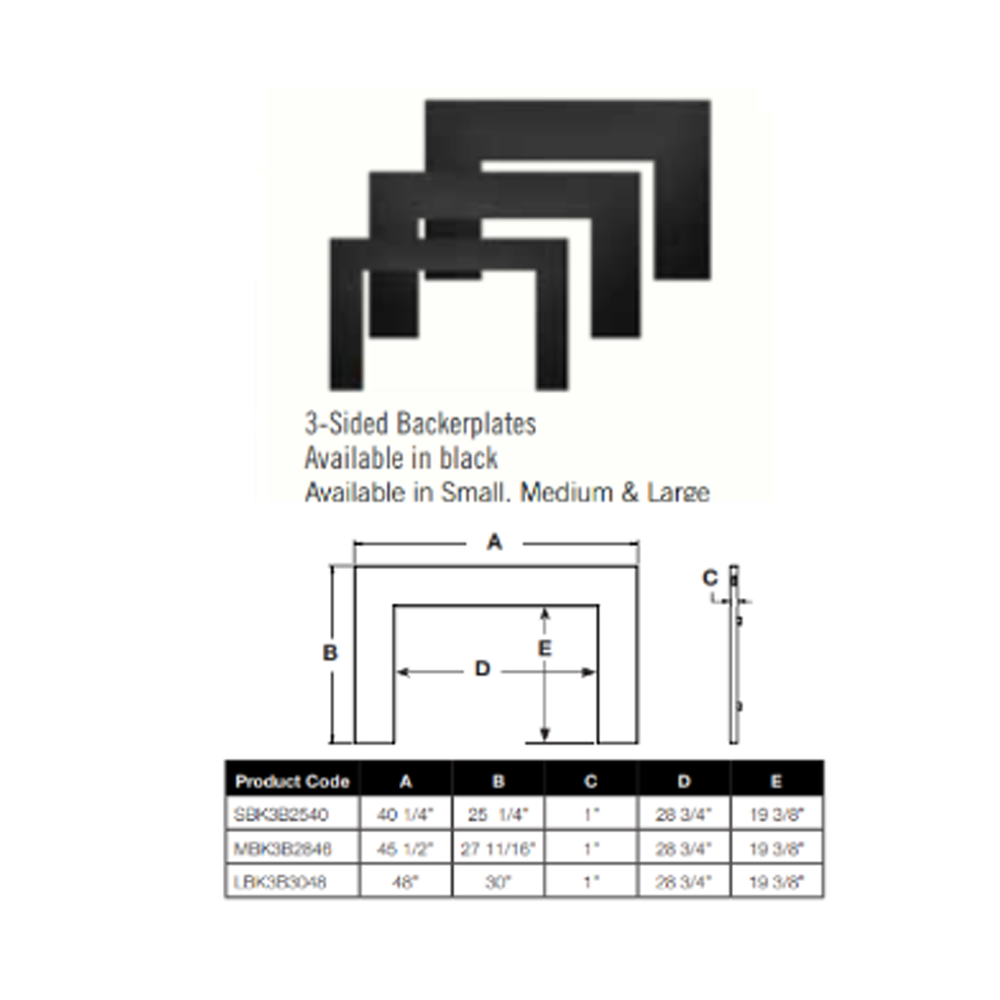 3-Sided Backerplates
Available in black
Available in Small, Medium & Large
A
C
B
E
D
Product Code A B C D E
SBK3B2540 40 1/4" 25 1/4" 1" 28 3/4" 19 3/8"
MBK3B2846 45 1/2" 27 11/16" 1" 28 3/4" 19 3/8"
LBK3B3048 48" 30" 1" 28 3/4" 19 3/8"